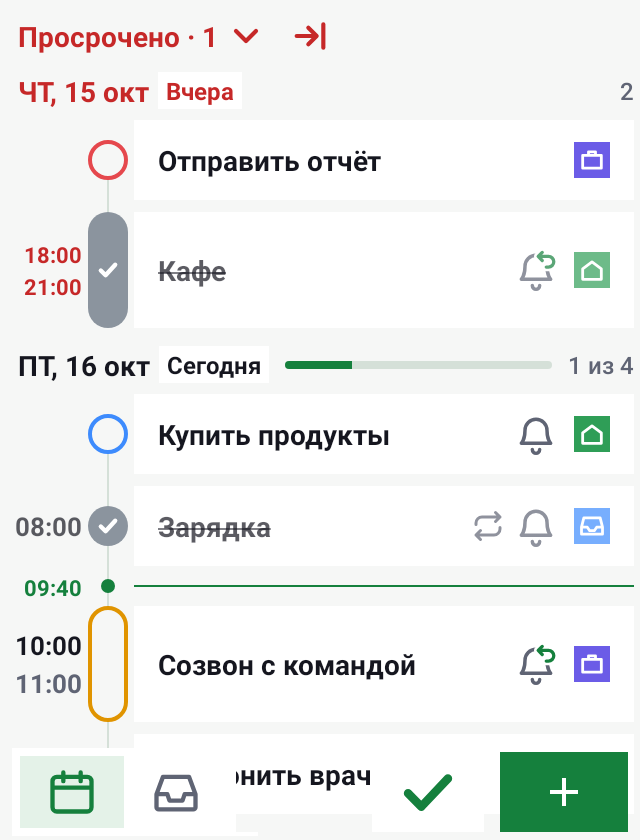 Просрочено · 1
ЧТ, 15 окт Вчера 2
Отправить отчёт
18:00
21:00
Кафе
ПТ, 16 окт Сегодня 1 из 4
Купить продукты
08:00 Зарядка
09:40
10:00
11:00
Созвон с командой